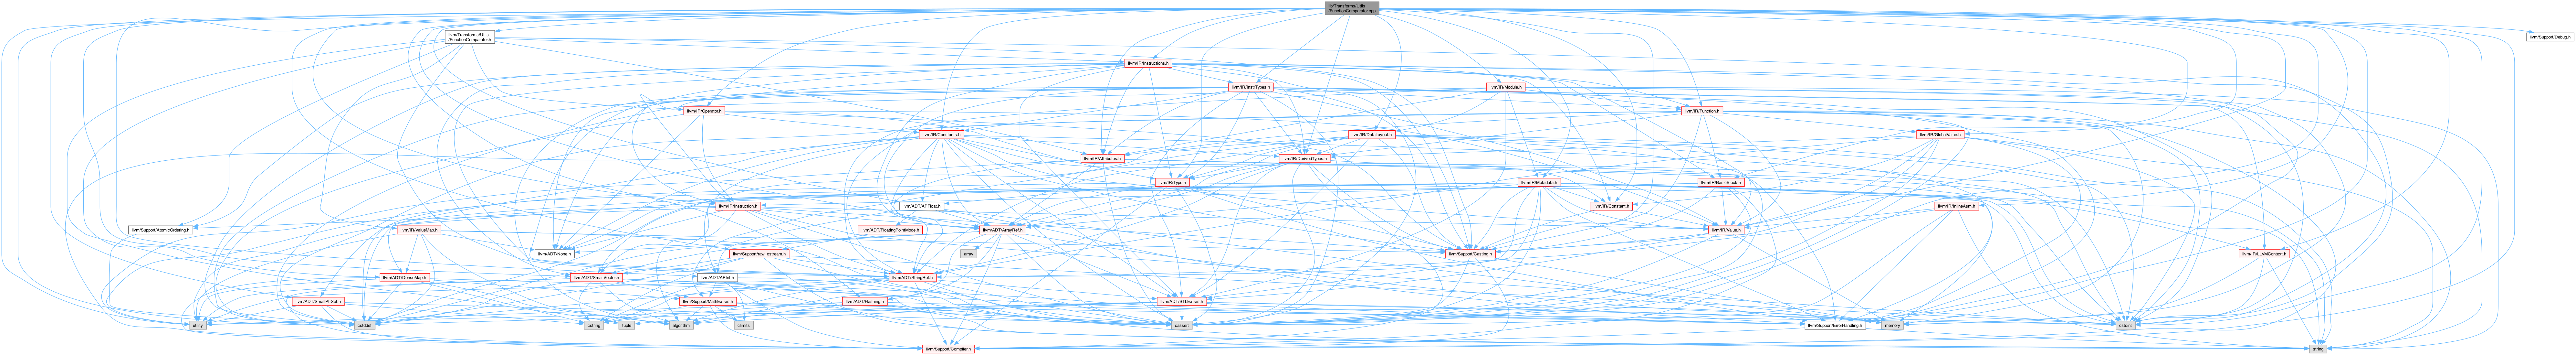 lib/Transforms/Utils
/FunctionComparator.cpp
llvm/Transforms/Utils
/FunctionComparator.h
llvm/Support/Debug.h
llvm/IR/Instructions.h
llvm/IR/InstrTypes.h
llvm/IR/Module.h
llvm/IR/Operator.h
llvm/IR/Function.h
llvm/IR/Constants.h
llvm/IR/DataLayout.h
llvm/IR/GlobalValue.h
llvm/IR/Attributes.h
llvm/IR/DerivedTypes.h
llvm/IR/Type.h
llvm/IR/Metadata.h
llvm/IR/BasicBlock.h
llvm/IR/Instruction.h
llvm/ADT/APFloat.h
llvm/IR/Constant.h
llvm/IR/InlineAsm.h
llvm/Support/AtomicOrdering.h
llvm/IR/ValueMap.h
llvm/ADT/FloatingPointMode.h
llvm/ADT/ArrayRef.h
llvm/IR/Value.h
llvm/ADT/None.h
llvm/Support/raw_ostream.h
array
llvm/Support/Casting.h
llvm/IR/LLVMContext.h
llvm/ADT/DenseMap.h
llvm/ADT/SmallVector.h
llvm/ADT/APInt.h
llvm/ADT/StringRef.h
llvm/ADT/SmallPtrSet.h
llvm/Support/MathExtras.h
llvm/ADT/Hashing.h
llvm/ADT/STLExtras.h
utility
cstddef
cstring
tuple
algorithm
climits
cassert
llvm/Support/ErrorHandling.h
memory
cstdint
llvm/Support/Compiler.h
string